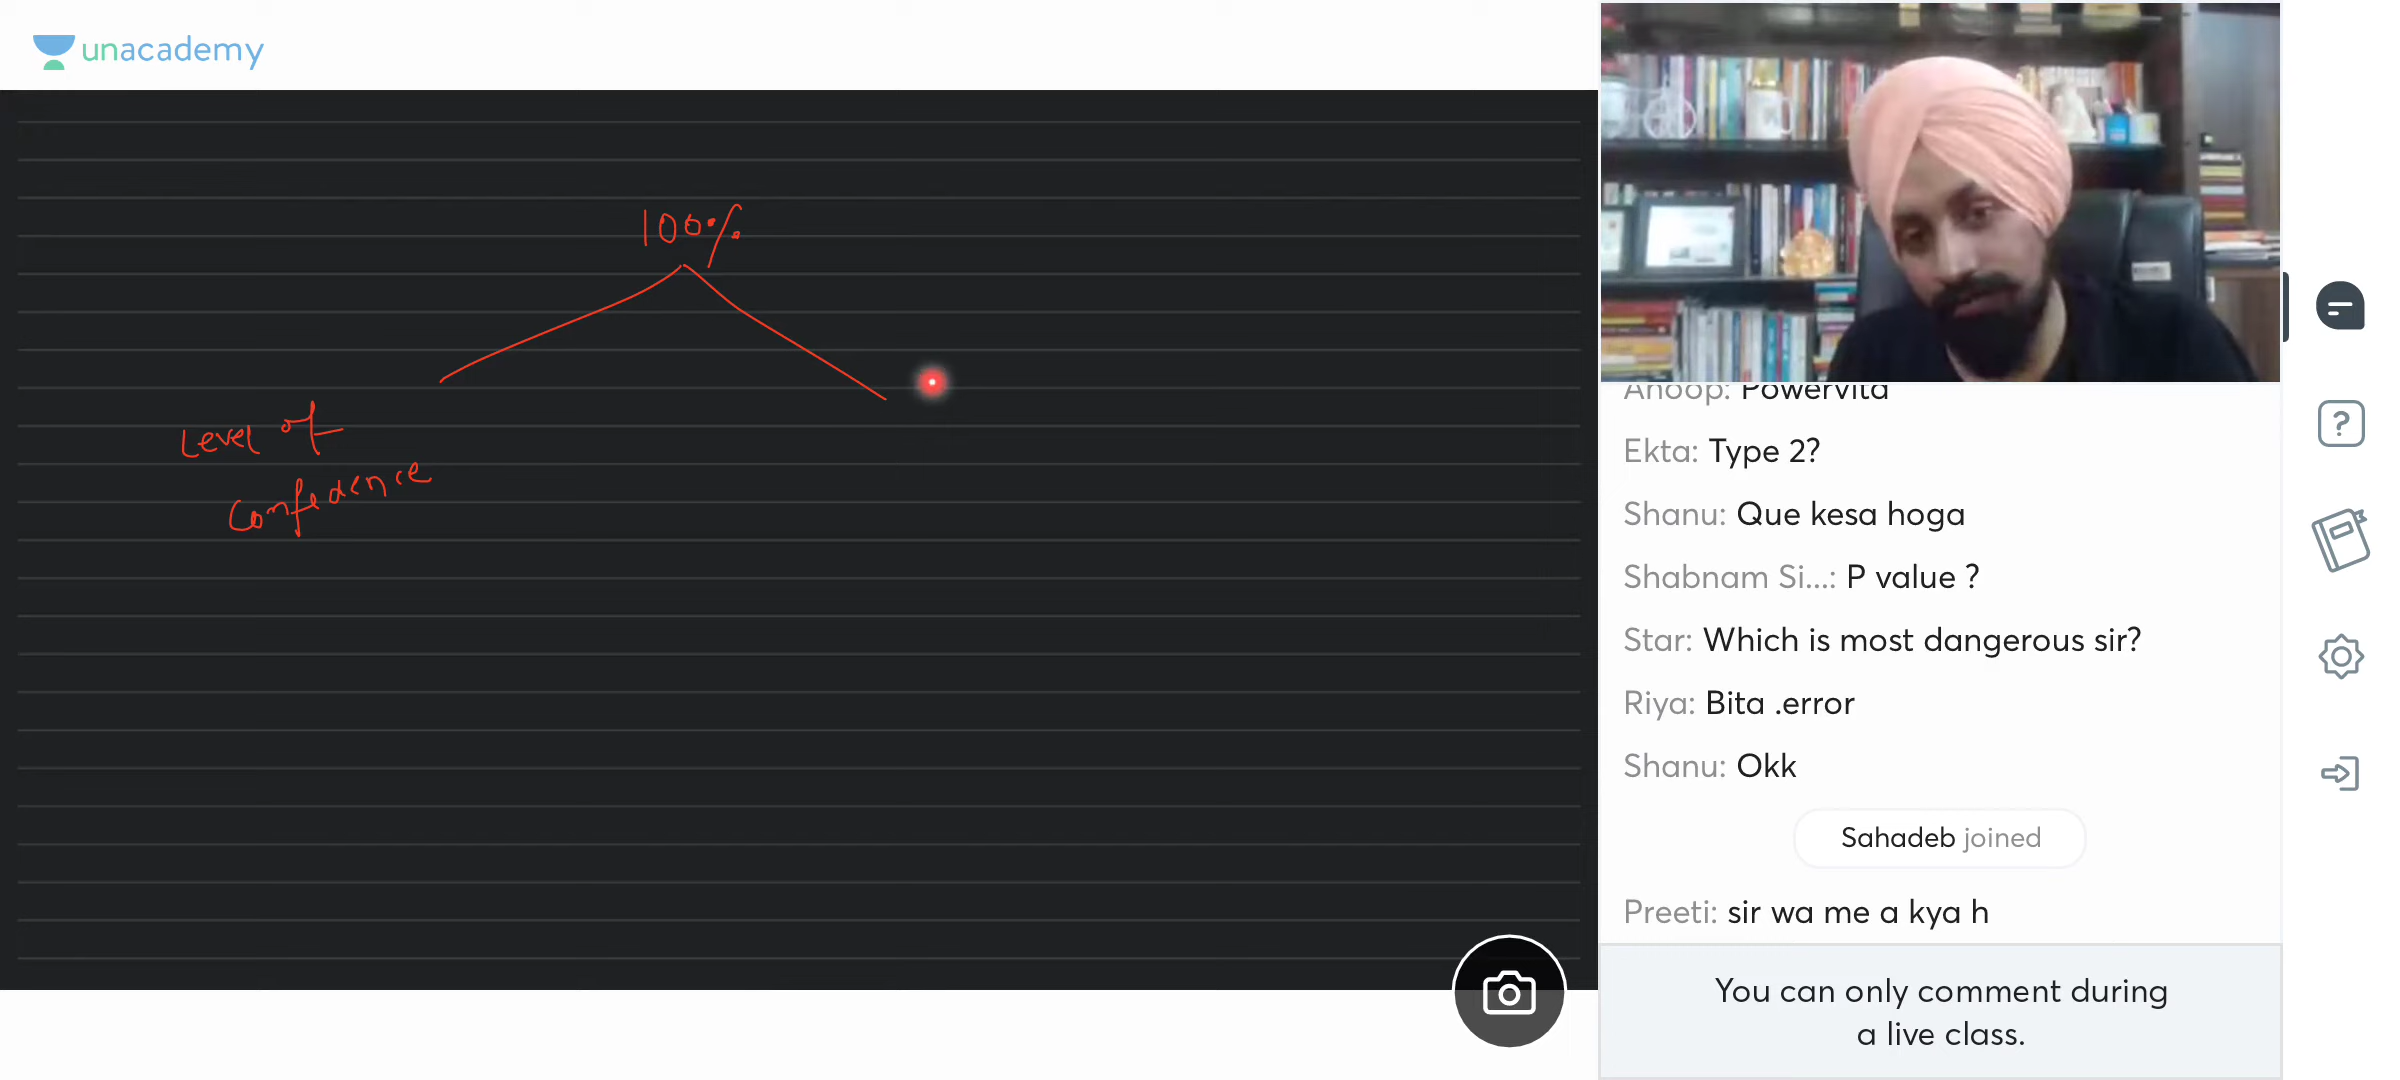 unacademy
100%
Level of
Confedence
Anoop: Powervita
Ekta: Type 2?
Shanu: Que kesa hoga
Shabnam Si...: P value ?
Star: Which is most dangerous sir?
Riya: Bita .error
Shanu: Okk
Sahadeb joined
Preeti: sir wa me a kya h
You can only comment during
a live class.